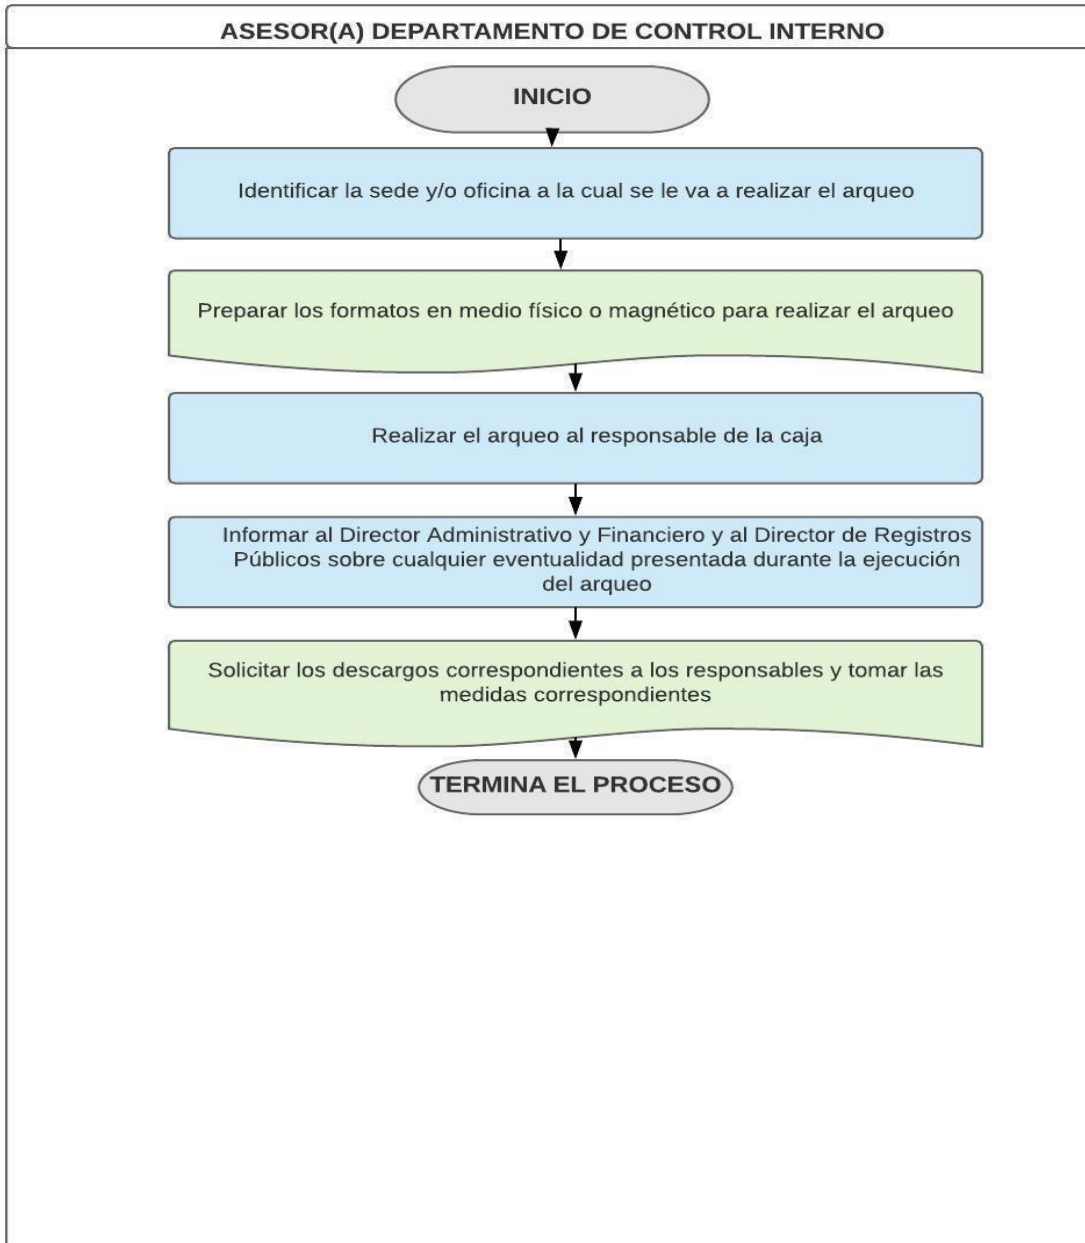 ASESOR(A) DEPARTAMENTO DE CONTROL INTERNO
INICIO
Identificar la sede y/o oficina a la cual se le va a realizar el arqueo
Preparar los formatos en medio físico o magnético para realizar el arqueo
Realizar el arqueo al responsable de la caja
Informar al Director Administrativo y Financiero y al Director de Registros
Públicos sobre cualquier eventualidad presentada durante la ejecución
del arqueo
Solicitar los descargos correspondientes a los responsables y tomar las
medidas correspondientes
TERMINA EL PROCESO